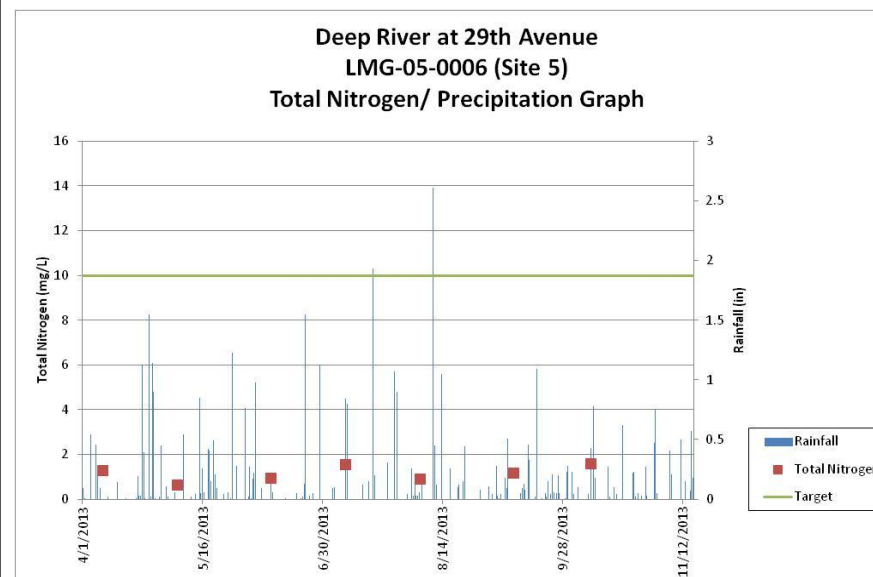 Deep River at 29th Avenue
LMG-05-0006 (Site 5)
Total Nitrogen/ Precipitation Graph
Total Nitrogen (mg/L)
16
14
12
10
8
6
4
2
0
3
2.5
2
1.5
1
0.5
0
Rainfall (in)
4/1/2013
5/16/2013
6/30/2013
8/14/2013
9/28/2013
11/12/2013
Rainfall
Total Nitrogen
Target